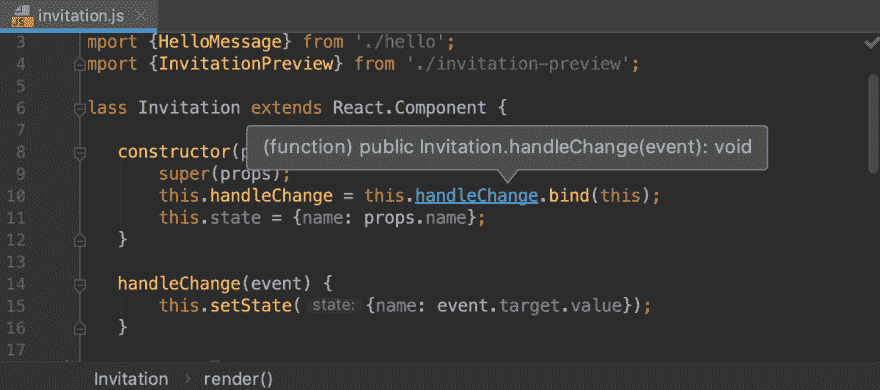 JS invitation.js
3 mport {HelloMessage} from './hello';
4 mport {InvitationPreview} from './invitation-preview';
5
6 lass Invitation extends React.Component {
7
(function) public Invitation.handleChange(event): void
8 constructor(p
9 super(props);
10 this.handleChange = this.handleChange.bind(this);
11 this.state = {name: props.name};
12 }
13
14 handleChange(event) {
15 this.setState( state: {name: event.target.value});
16 }
17
Invitation › render()